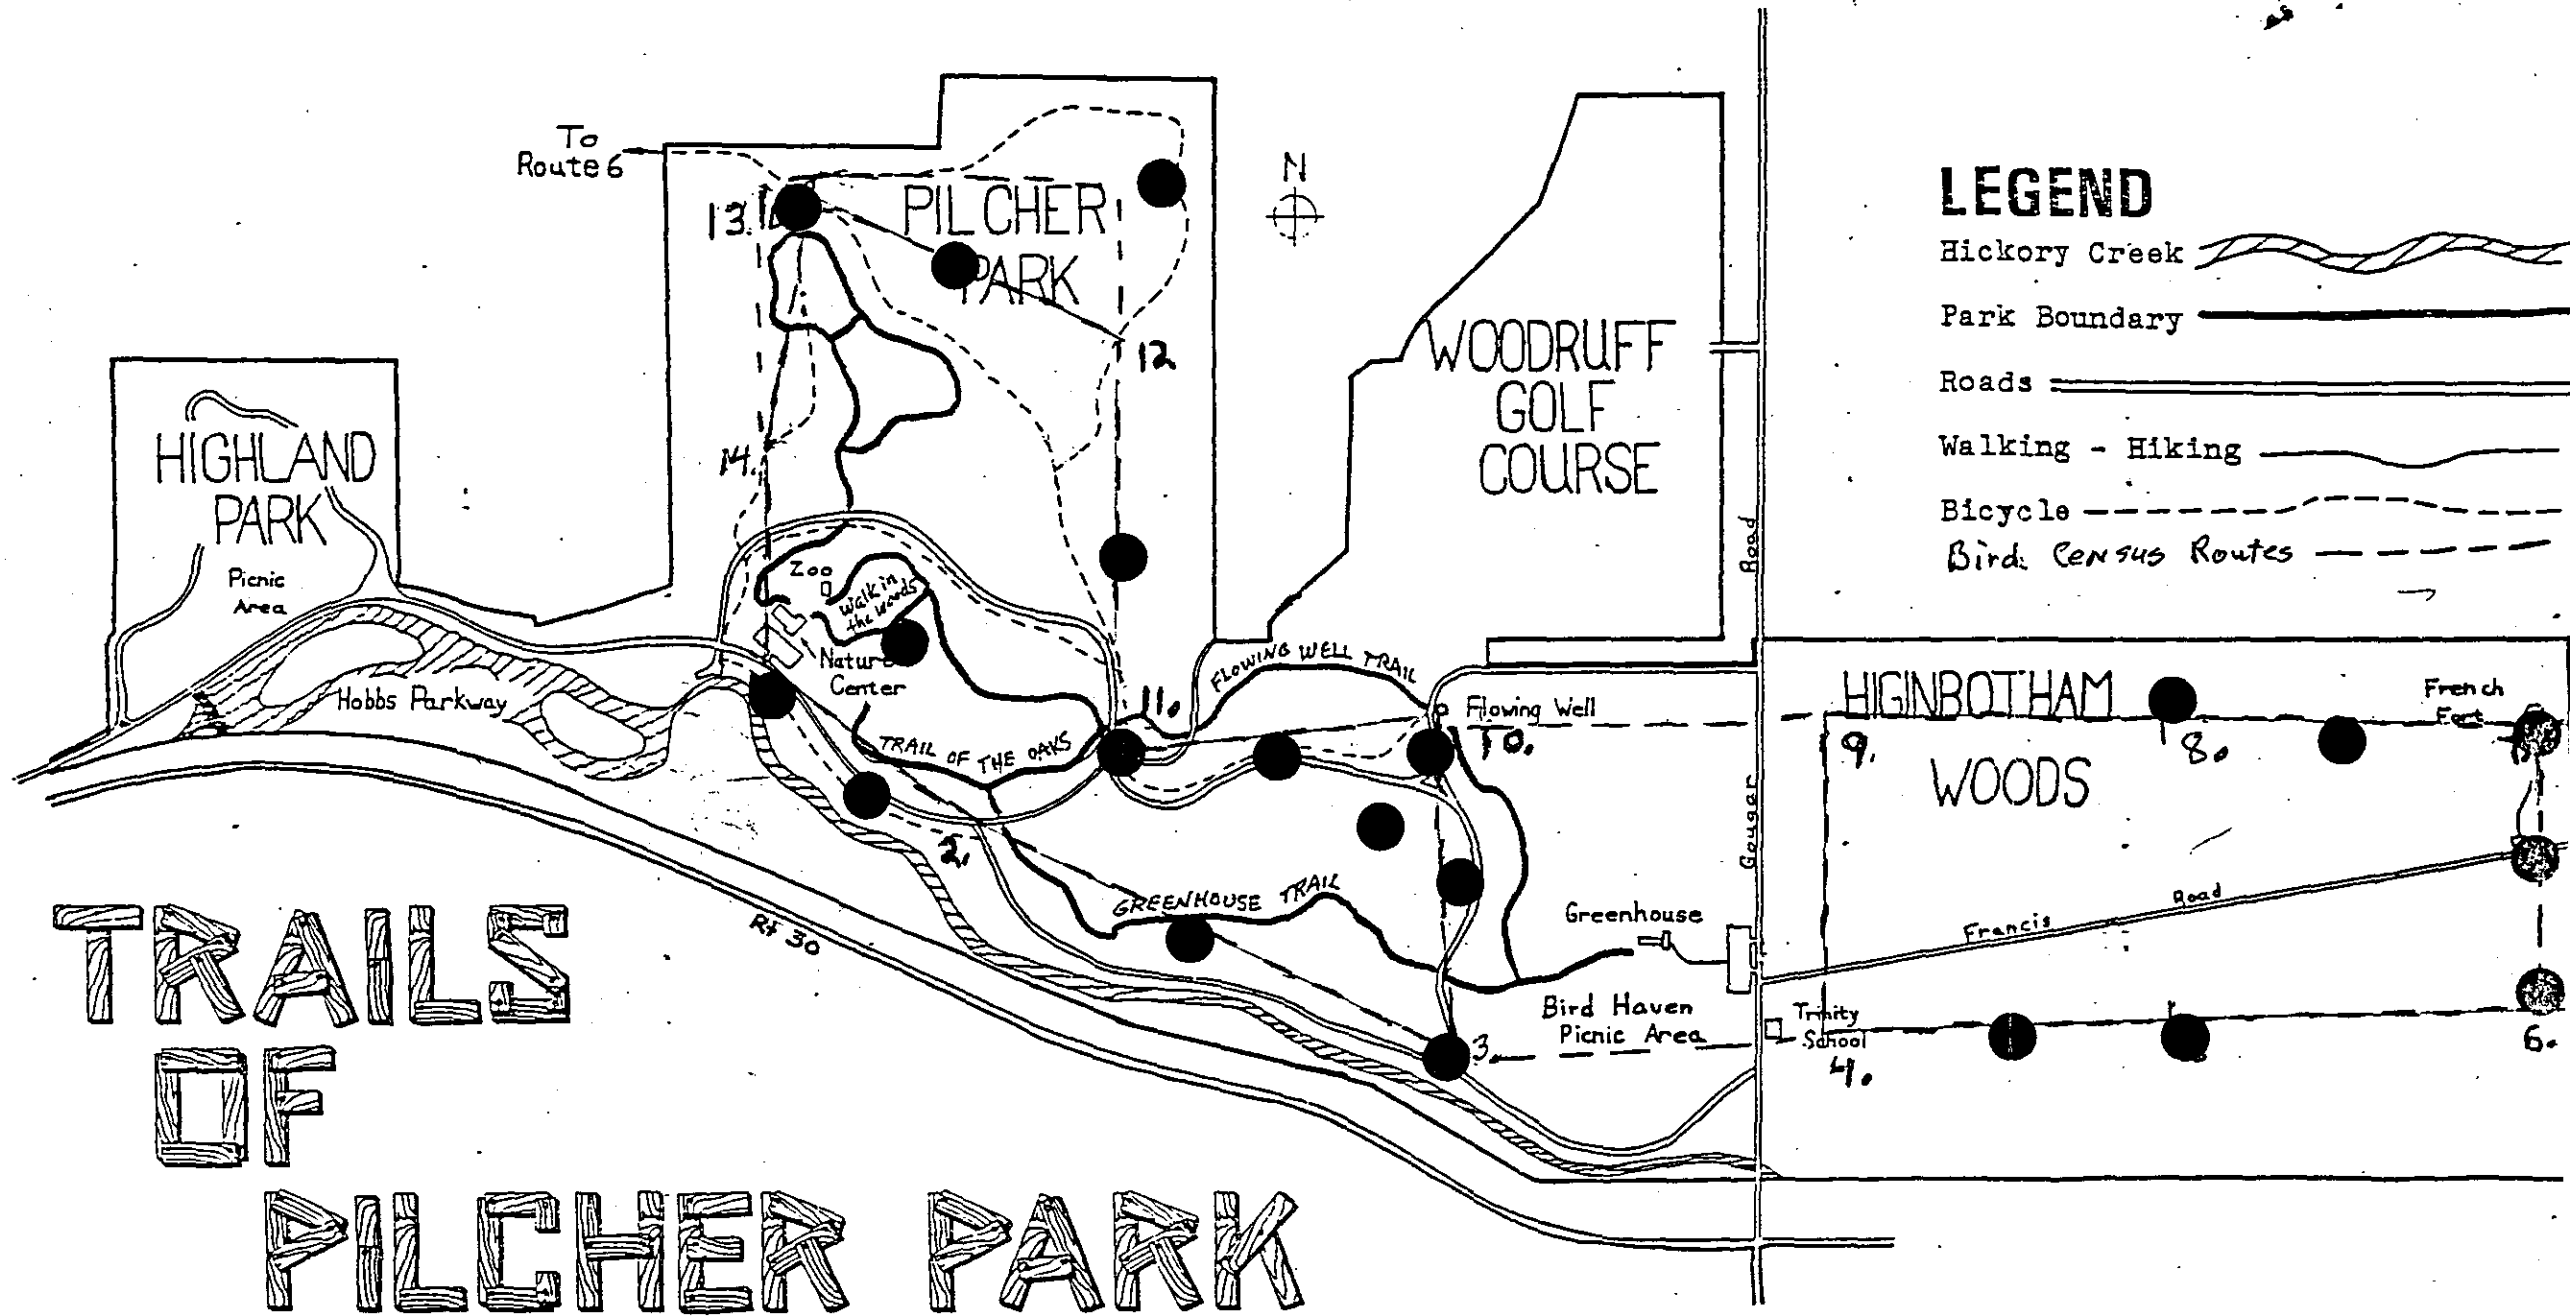 To
Route 6
N
13.
PILCHER
PARK
12
LEGEND
Hickory Creek
Park Boundary
Roads
Walking - Hiking
Bicycle
Bird. Census Routes
WOODRUFF
GOLF
COURSE
HIGHLAND
PARK
Picnic
Area
14.
Road
Zoo
Walk in
the Woods
Nature
Center
Hobbs Parkway
11.
FLOWING WELL TRAIL
Flowing Well
10.
HIGINBOTHAM
WOODS
French
Fort
9.
8.
TRAIL OF THE OAKS
2.
Gougar
GREENHOUSE TRAIL
Greenhouse
Francis Road
Rt 30
Bird Haven
Picnic Area
3.
Trinity
School
4.
6.
TRAILS
OF
PILCHER PARK